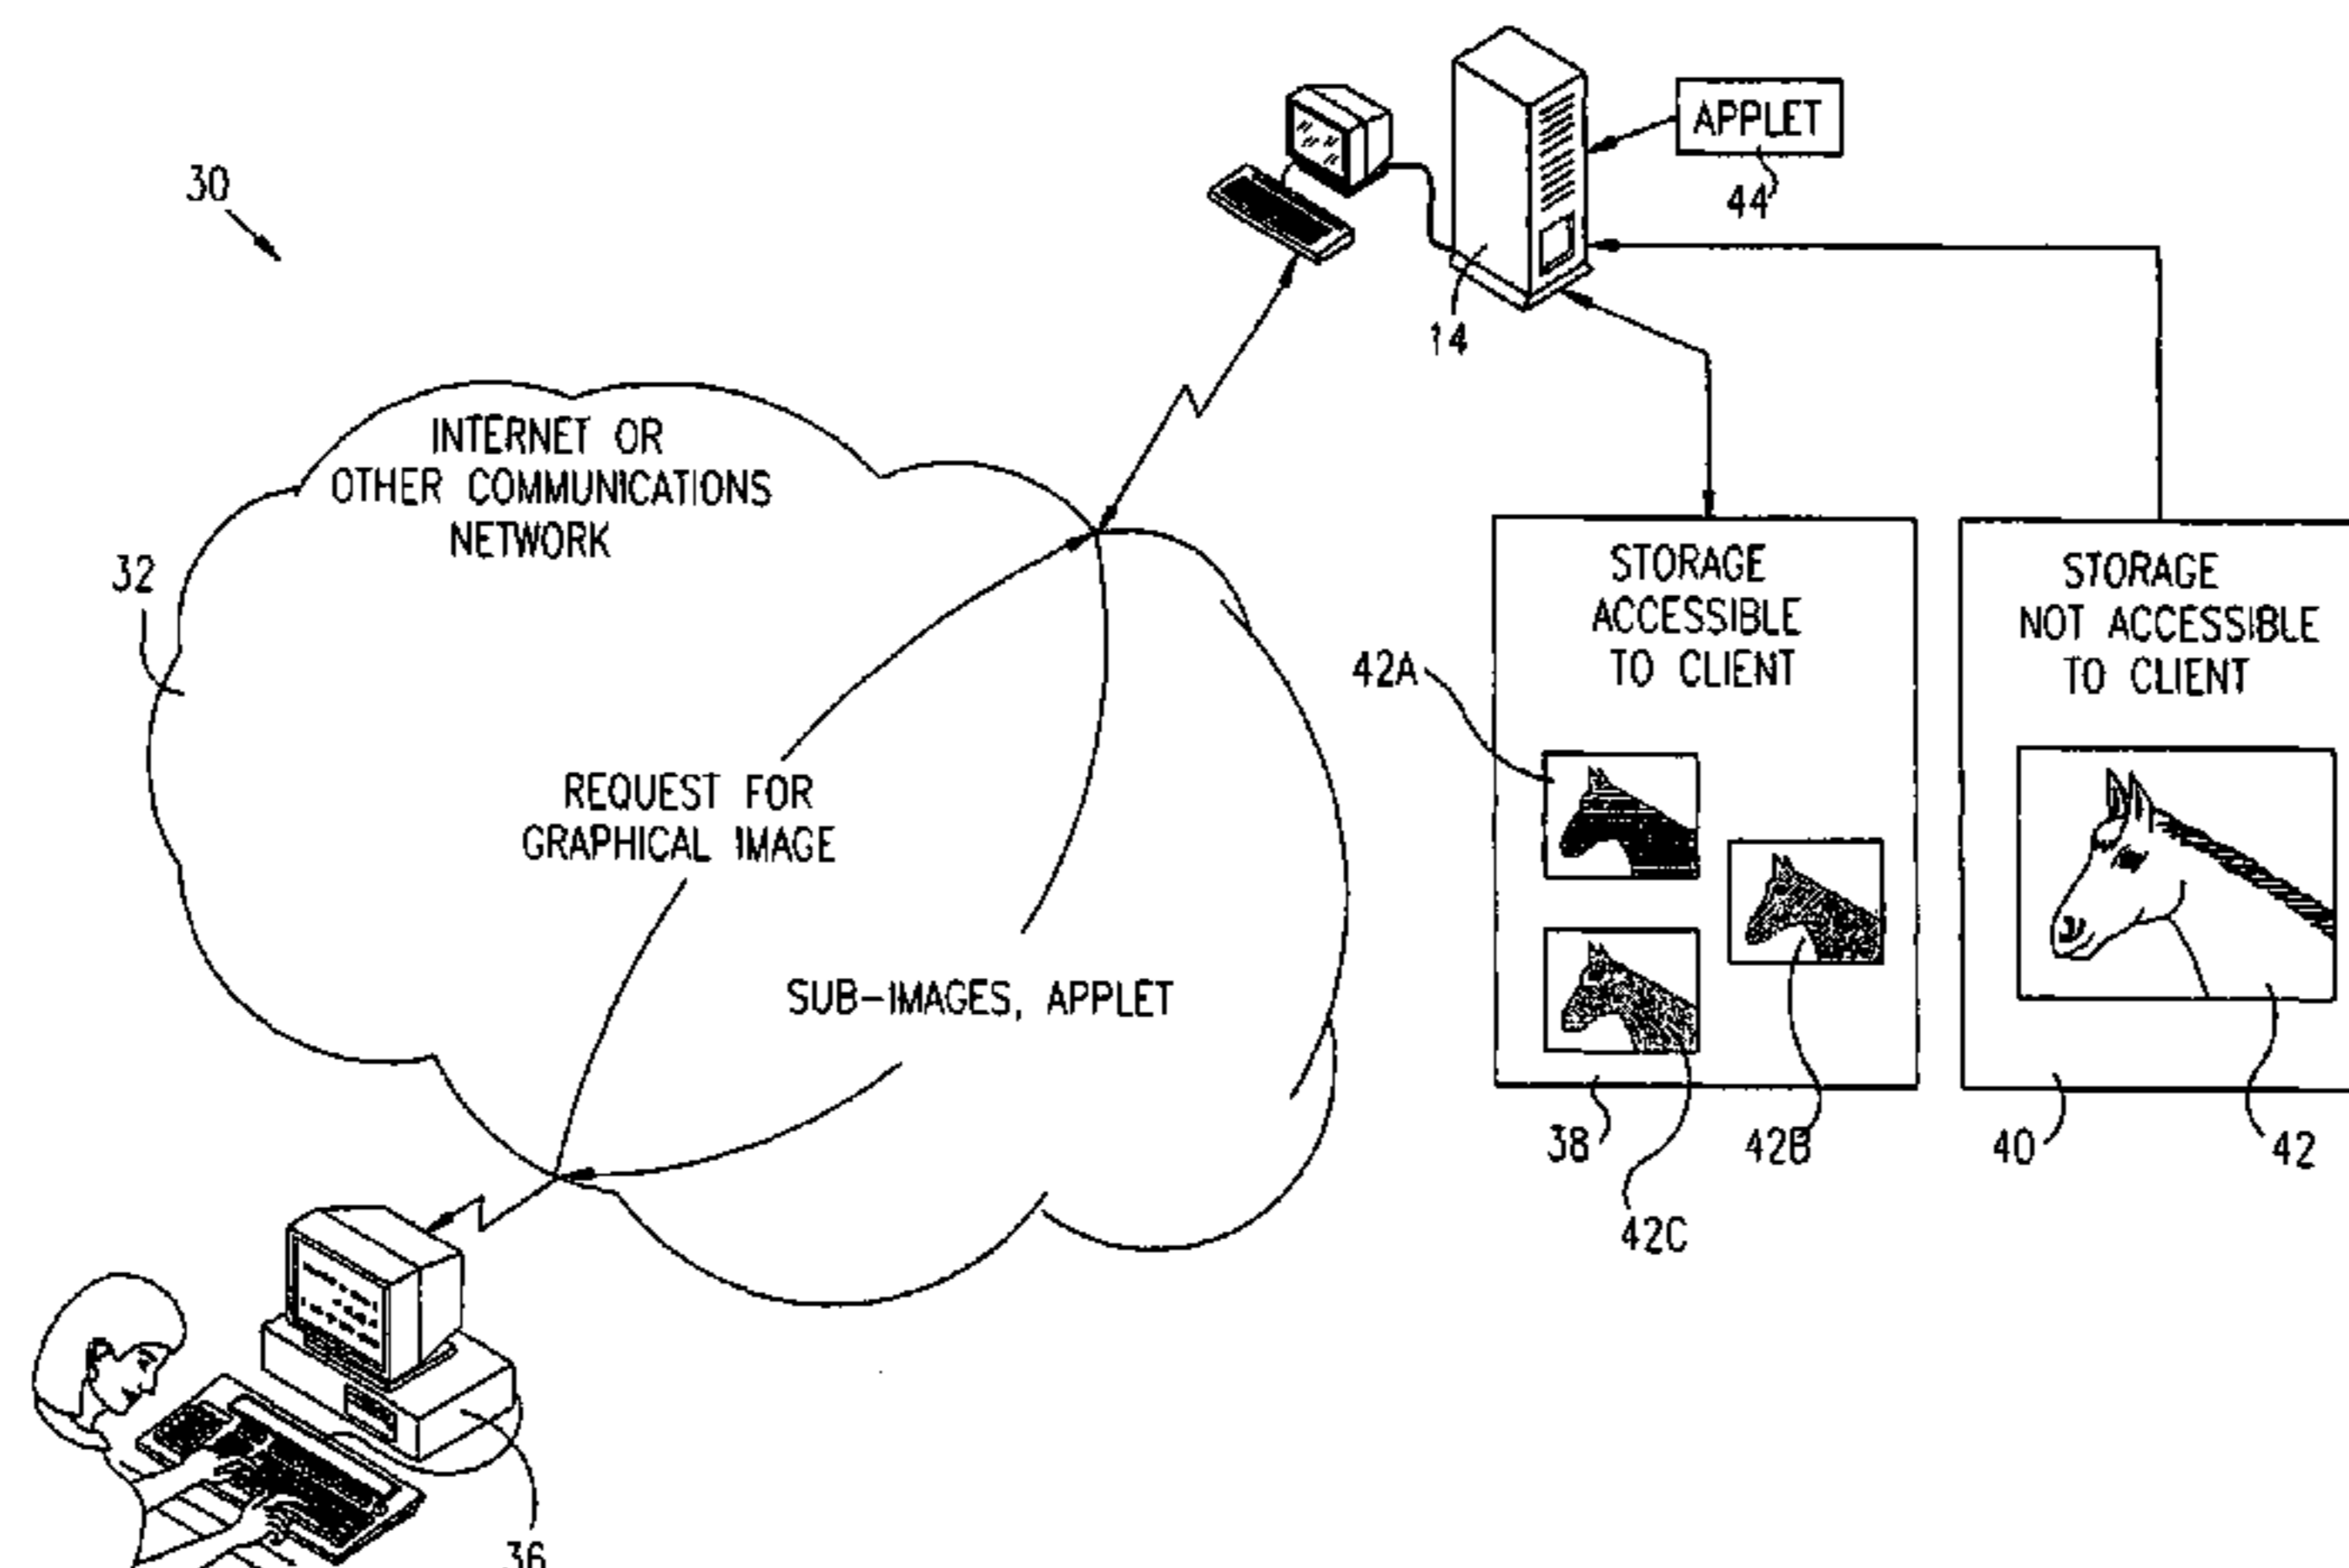 APPLET
44
30
14
INTERNET OR
OTHER COMMUNICATIONS
NETWORK
32
STORAGE
ACCESSIBLE
TO CLIENT
STORAGE
NOT ACCESSIBLE
TO CLIENT
42A
REQUEST FOR
GRAPHICAL IMAGE
SUB-IMAGES, APPLET
38
42B
40
42
42C
36